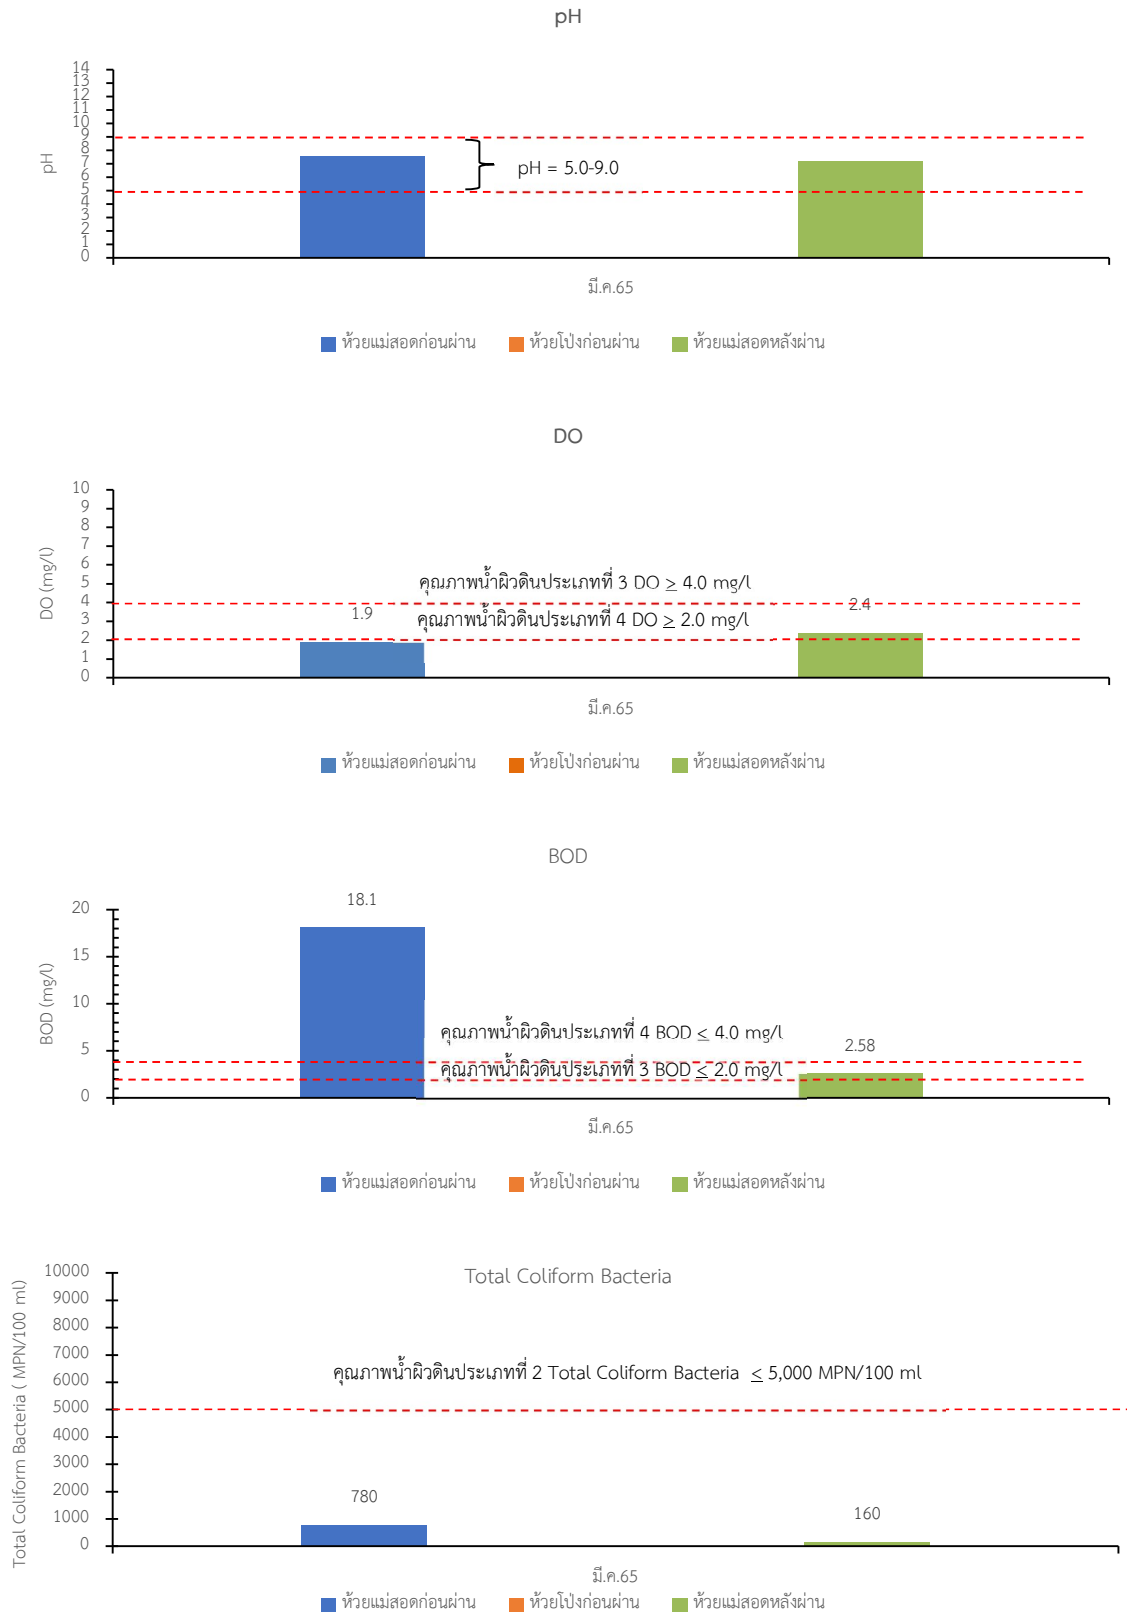 pH
14
13
12
11
10
9
8
7
6
5
4
3
2
1
0
pH
pH = 5.0-9.0
มี.ค.65
ห้วยแม่สอดก่อนผ่าน ห้วยโป่งก่อนผ่าน ห้วยแม่สอดหลังผ่าน
DO
10
9
8
7
6
5
4
3
2
1
0
DO (mg/l)
คุณภาพน้ำผิวดินประเภทที่ 3 DO ≥ 4.0 mg/l
1.9
2.4
คุณภาพน้ำผิวดินประเภทที่ 4 DO ≥ 2.0 mg/l
มี.ค.65
ห้วยแม่สอดก่อนผ่าน ห้วยโป่งก่อนผ่าน ห้วยแม่สอดหลังผ่าน
BOD
18.1
20
15
10
5
0
BOD (mg/l)
คุณภาพน้ำผิวดินประเภทที่ 4 BOD ≤ 4.0 mg/l
2.58
คุณภาพน้ำผิวดินประเภทที่ 3 BOD ≤ 2.0 mg/l
มี.ค.65
ห้วยแม่สอดก่อนผ่าน ห้วยโป่งก่อนผ่าน ห้วยแม่สอดหลังผ่าน
Total Coliform Bacteria
10000
9000
8000
7000
6000
5000
4000
3000
2000
1000
0
Total Coliform Bacteria ( MPN/100 ml)
คุณภาพน้ำผิวดินประเภทที่ 2 Total Coliform Bacteria ≤ 5,000 MPN/100 ml
780
160
มี.ค.65
ห้วยแม่สอดก่อนผ่าน ห้วยโป่งก่อนผ่าน ห้วยแม่สอดหลังผ่าน